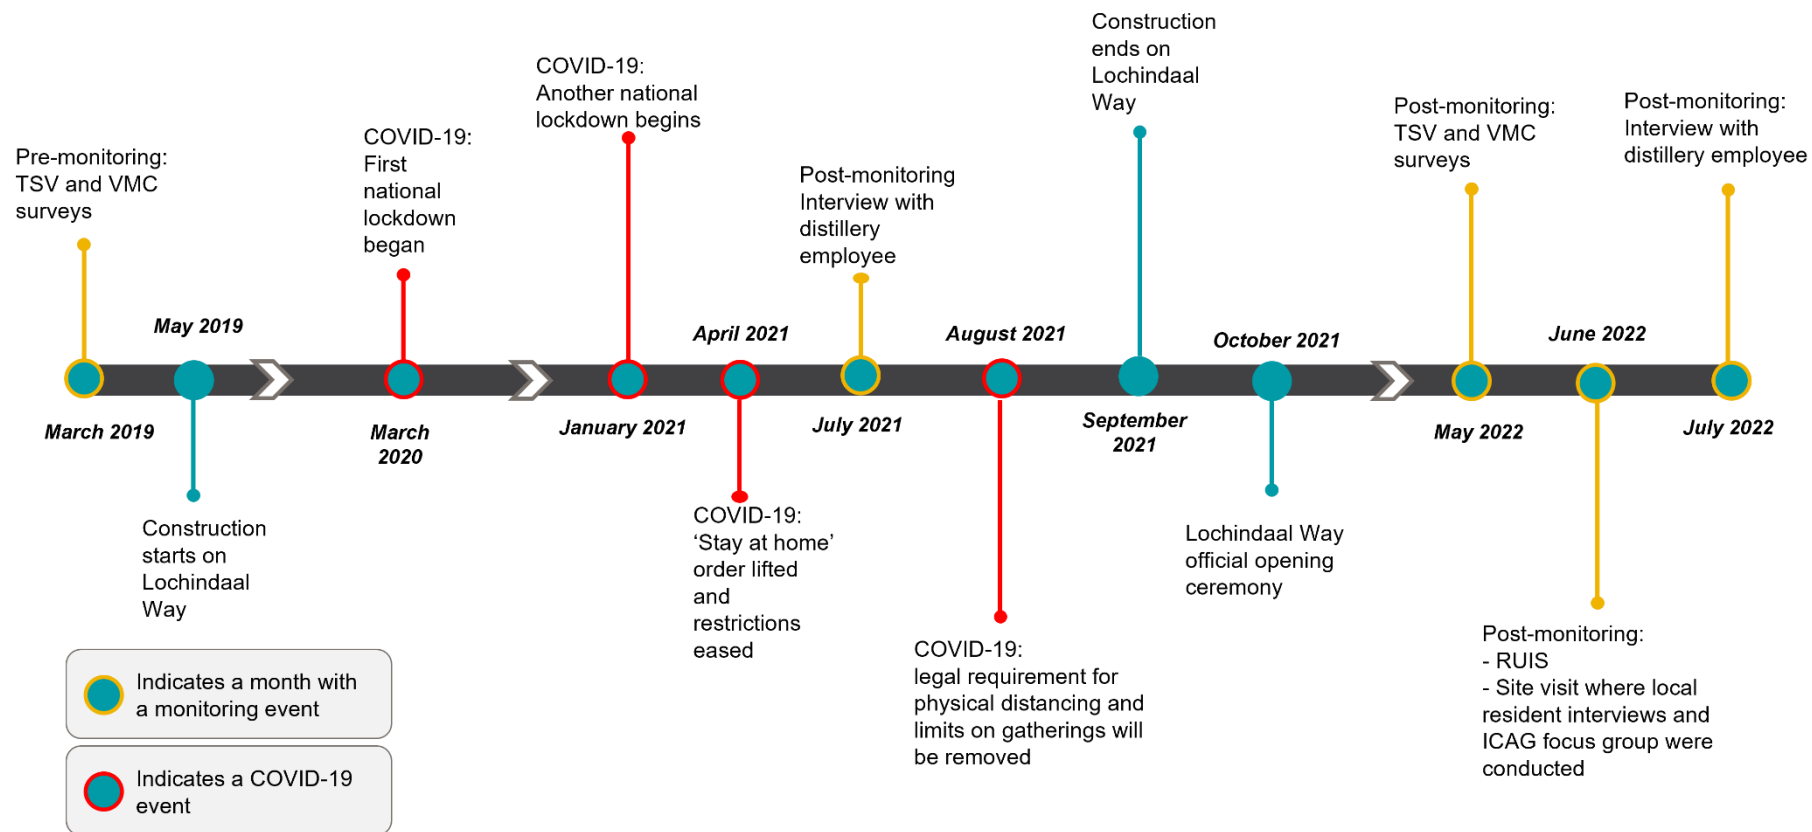 Pre-monitoring:
TSV and VMC
surveys
March 2019
May 2019
Construction
starts on
Lochindaal
Way
COVID-19:
First
national
lockdown
began
March
2020
COVID-19:
Another national
lockdown begins
January 2021
April 2021
COVID-19:
‘Stay at home’
order lifted
and
restrictions
eased
Post-monitoring
Interview with
distillery
employee
July 2021
August 2021
COVID-19:
legal requirement for
physical distancing and
limits on gatherings will
be removed
Construction
ends on
Lochindaal
Way
September
2021
October 2021
Lochindaal Way
official opening
ceremony
Post-monitoring:
TSV and VMC
surveys
May 2022
June 2022
Post-monitoring:
- RUIS
- Site visit where local
resident interviews and
ICAG focus group were
conducted
Post-monitoring:
Interview with
distillery employee
July 2022
Indicates a month with
a monitoring event
Indicates a COVID-19
event